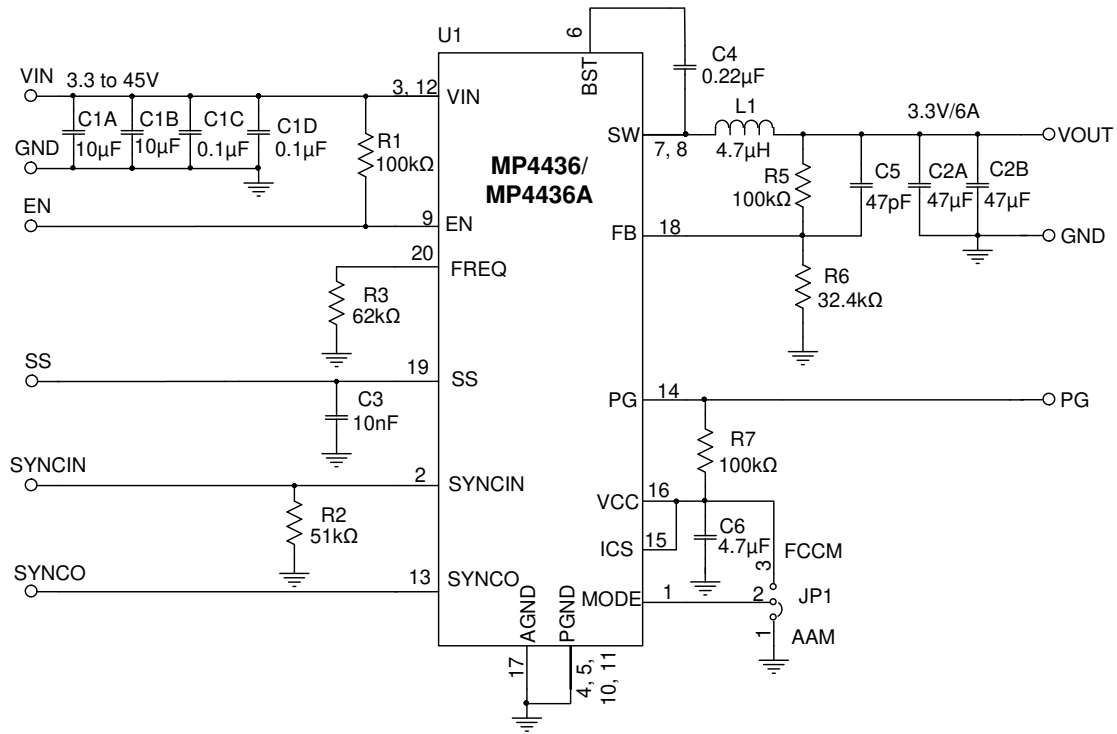 U1
VIN
3.3 to 45V
3, 12
VIN
C1A
10µF
C1B
10µF
C1C
0.1µF
C1D
0.1µF
GND
R1
100kΩ
EN
9
EN
20
FREQ
R3
62kΩ
SS
19
SS
C3
10nF
SYNCIN
2
SYNCIN
R2
51kΩ
SYNCO
13
SYNCO
MP4436/
MP4436A
6
BST
C4
0.22µF
SW
7, 8
L1
4.7µH
3.3V/6A
VOUT
R5
100kΩ
C5
47pF
C2A
47µF
C2B
47µF
GND
FB
18
R6
32.4kΩ
PG
14
PG
R7
100kΩ
VCC
16
ICS
15
C6
4.7µF
FCCM
3
MODE
1
2
JP1
1
AAM
AGND
17
PGND
4, 5,
10, 11